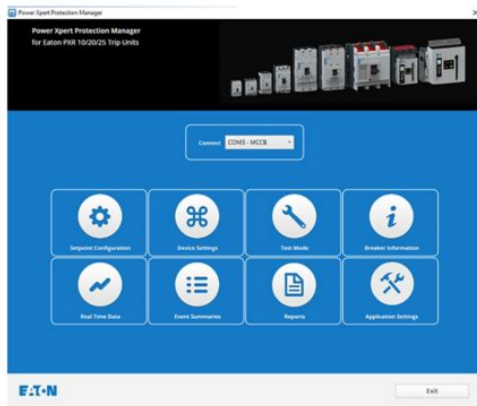 Power Xpert Protection Manager
Power Xpert Protection Manager
for Eaton PXR 10/20/25 Trip Units
Connect COM3 - MCCB
Setpoint Configuration
Device Settings
Test Mode
Breaker Information
Real Time Data
Event Summaries
Reports
Application Settings
EATON
Exit